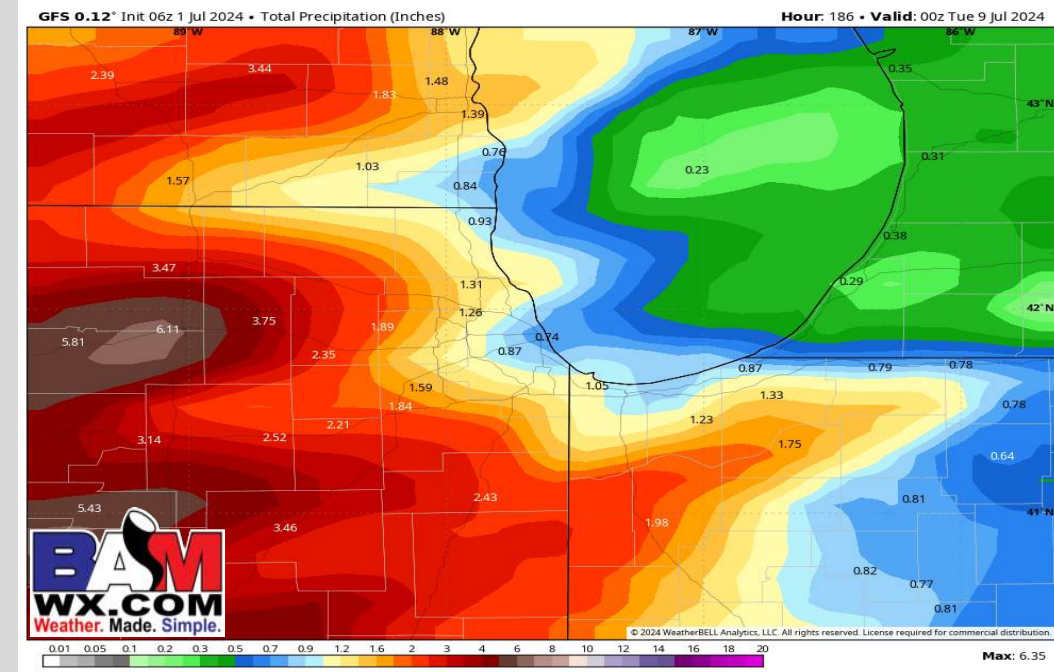 GFS 0.12° Init 06z 1 Jul 2024 • Total Precipitation (Inches)
Hour: 186 • Valid: 00z Tue 9 Jul 2024
89°W 88°W 87°W 86°W
2.39 3.44 1.83 1.48 0.35
1.39 43°N
0.76 0.31
1.57 1.03 0.84 0.23
0.93 0.38
3.47 1.31 0.29
1.26 42°N
5.81 6.11 3.75 1.89 0.74
2.35 0.87 0.87 0.79 0.78
1.59 1.05 1.33
1.84 0.78
2.21 1.23
3.14 2.52 1.75 0.64
5.43 2.43 0.81 41°N
3.46 1.98
0.82 0.77
0.81
BAM
WX.COM
Weather. Made. Simple.
© 2024 WeatherBELL Analytics, LLC. All rights reserved. License required for commercial distribution.
0.01 0.05 0.1 0.2 0.3 0.5 0.7 0.9 1.2 1.6 2 3 4 6 8 10 12 14 16 18 20
Max: 6.35